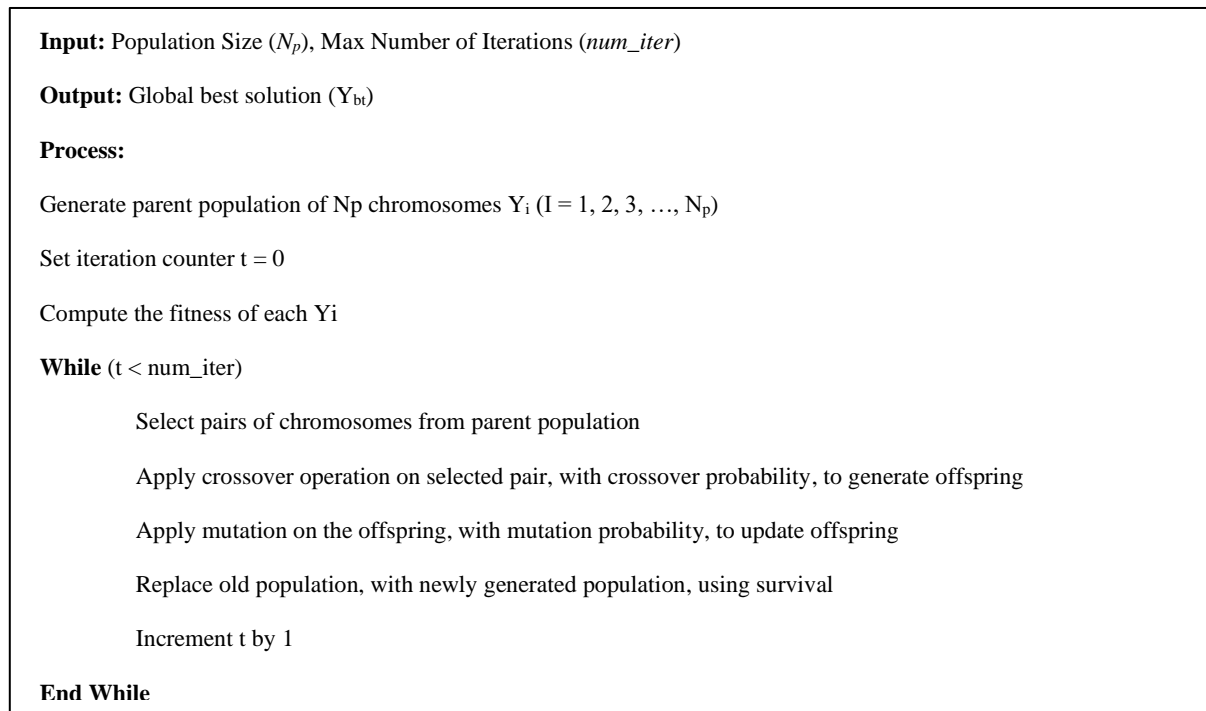 Input: Population Size (Np), Max Number of Iterations (num_iter)
Output: Global best solution (Ybt)
Process:
Generate parent population of Np chromosomes Yi (I = 1, 2, 3, …, Np)
Set iteration counter t = 0
Compute the fitness of each Yi
While (t < num_iter)
Select pairs of chromosomes from parent population
Apply crossover operation on selected pair, with crossover probability, to generate offspring
Apply mutation on the offspring, with mutation probability, to update offspring
Replace old population, with newly generated population, using survival
Increment t by 1
End While